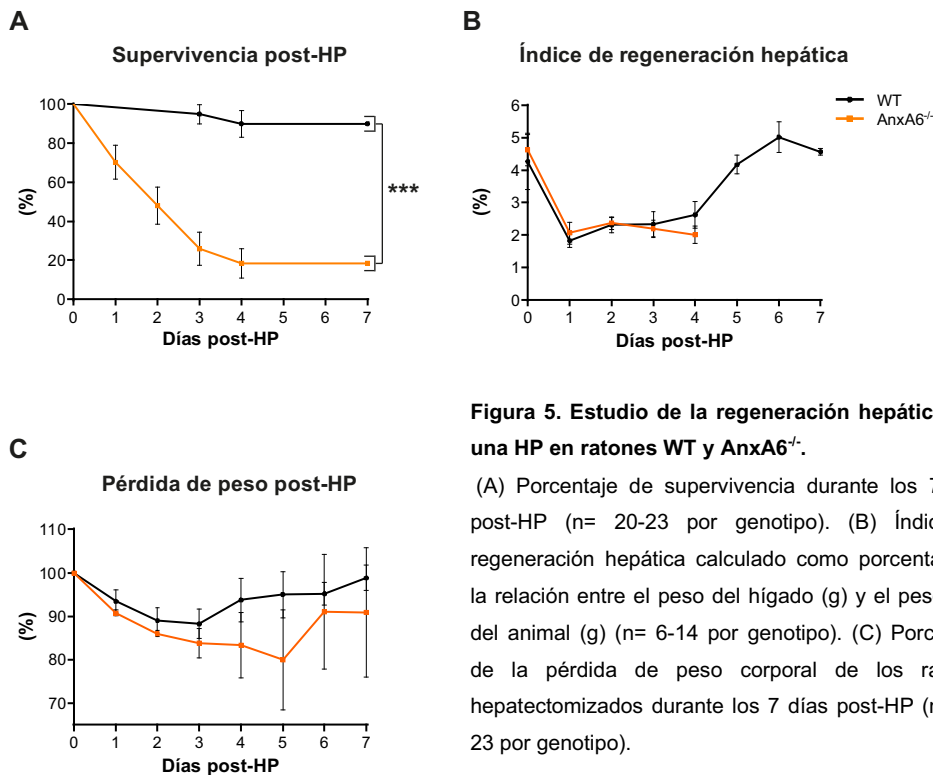 A
Supervivencia post-HP
100
80
60
40
20
0
(%)
***
0 1 2 3 4 5 6 7
Días post-HP
B
Índice de regeneración hepática
6
5
4
3
2
1
0
(%)
WT
AnxA6-/-
0 1 2 3 4 5 6 7
Días post-HP
C
Pérdida de peso post-HP
110
100
90
80
70
(%)
0 1 2 3 4 5 6 7
Días post-HP
Figura 5. Estudio de la regeneración hepátic
una HP en ratones WT y AnxA6-/-.
(A) Porcentaje de supervivencia durante los 7
post-HP (n= 20-23 por genotipo). (B) Índic
regeneración hepática calculado como porcenta
la relación entre el peso del hígado (g) y el pes
del animal (g) (n= 6-14 por genotipo). (C) Porc
de la pérdida de peso corporal de los ra
hepatectomizados durante los 7 días post-HP (n
23 por genotipo).